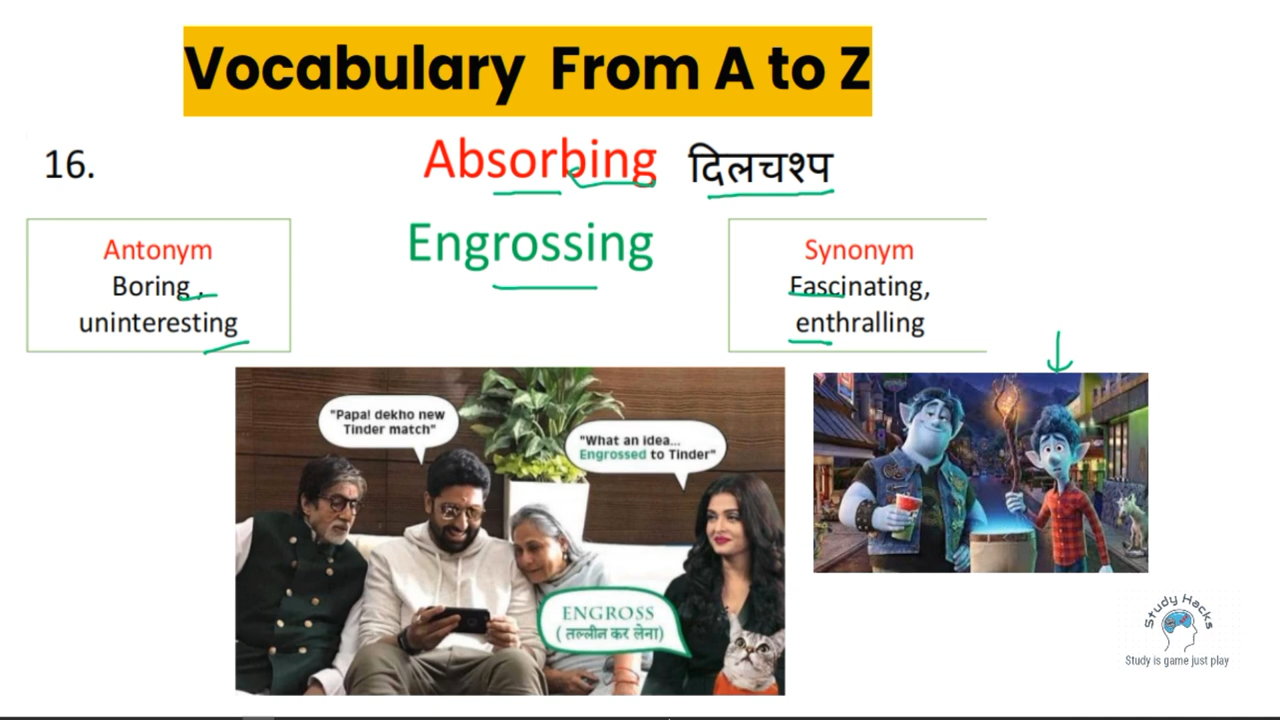 Vocabulary From A to Z
16.
Absorbing दिलचश्प
Engrossing
Antonym
Boring ,
uninteresting
Synonym
Fascinating,
enthralling
"Papa! dekho new
Tinder match"
"What an idea...
Engrossed to Tinder"
ENGROSS
( तल्लीन कर लेना)
Study Hacks
Study is game just play